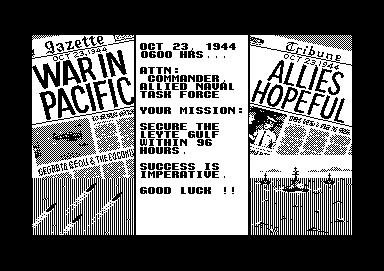 Gazette
OCT 23, 1944
WAR IN
PACIFIC
OCT 23, 1944
0600 HRS...
ATTN:
COMMANDER,
ALLIED NAVAL
TASK FORCE
YOUR MISSION:
SECURE THE
LEYTE GULF
WITHIN 96
HOURS.
SUCCESS IS
IMPERATIVE.
GOOD LUCK !!
Tribune
OCT 23, 1944
ALLIES
HOPEFUL